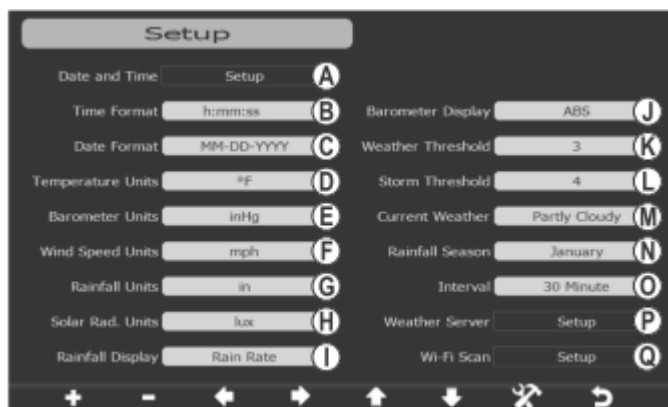 Setup
Date and Time Setup A
Time Format h:mm:ss B
Barometer Display ABS J
Date Format MM-DD-YYYY C
Weather Threshold 3 K
Temperature Units °F D
Storm Threshold 4 L
Barometer Units inHg E
Current Weather Partly Cloudy M
Wind Speed Units mph F
Rainfall Season January N
Rainfall Units in G
Interval 30 Minute O
Solar Rad. Units lux H
Weather Server Setup P
Rainfall Display Rain Rate I
Wi-Fi Scan Setup Q